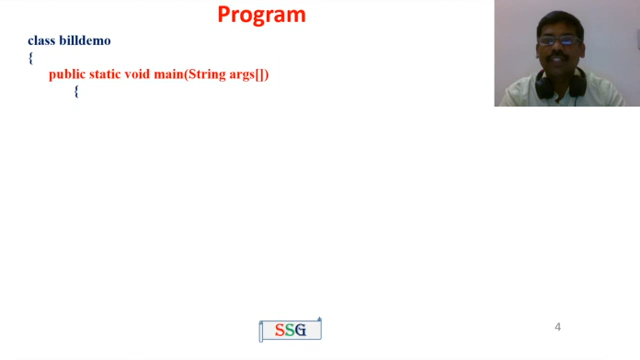 Program
class billdemo
{
public static void main(String args[])
{
SSG
4